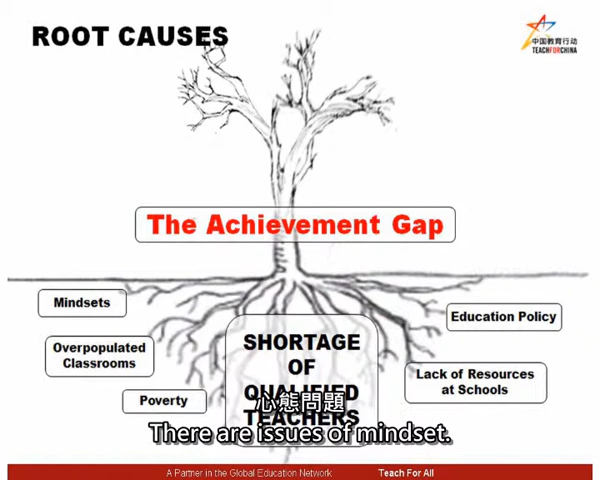 ROOT CAUSES
中国教育行动
TEACHFORCHINA
The Achievement Gap
Mindsets
Education Policy
Overpopulated
Classrooms
Lack of Resources
at Schools
Poverty
SHORTAGE
OF
QUALIFIED
TEACHERS
心態問題
There are issues of mindset.
A Partner in the Global Education Network
Teach For All